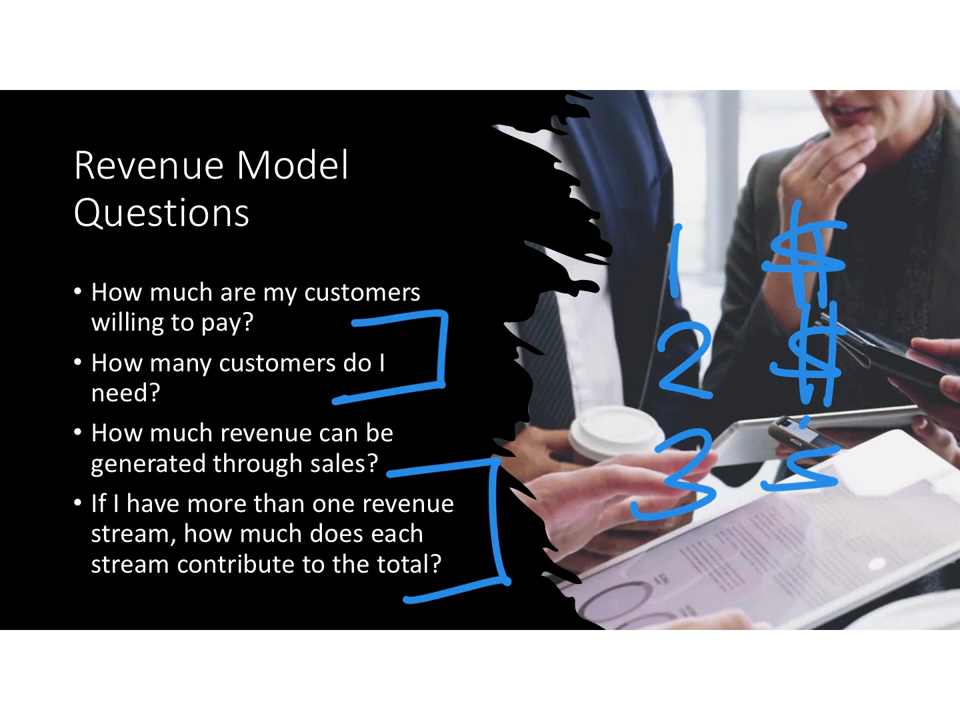 Revenue Model
Questions
• How much are my customers
willing to pay?
• How many customers do I
need?
• How much revenue can be
generated through sales?
• If I have more than one revenue
stream, how much does each
stream contribute to the total?
1 $
2 $
3